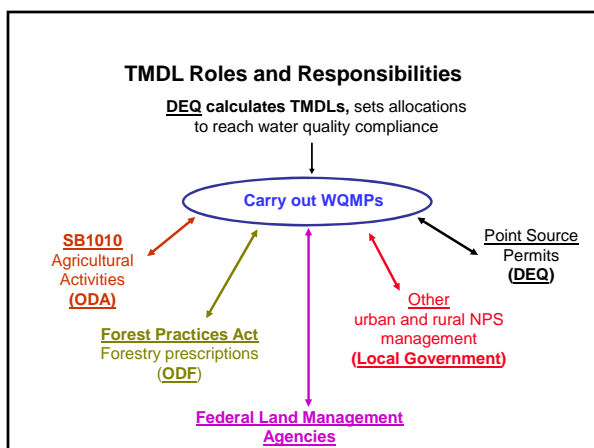 TMDL Roles and Responsibilities
DEQ calculates TMDLs, sets allocations
to reach water quality compliance
Carry out WQMPs
SB1010
Agricultural
Activities
(ODA)
Forest Practices Act
Forestry prescriptions
(ODF)
Federal Land Management
Agencies
Other
urban and rural NPS
management
(Local Government)
Point Source
Permits
(DEQ)